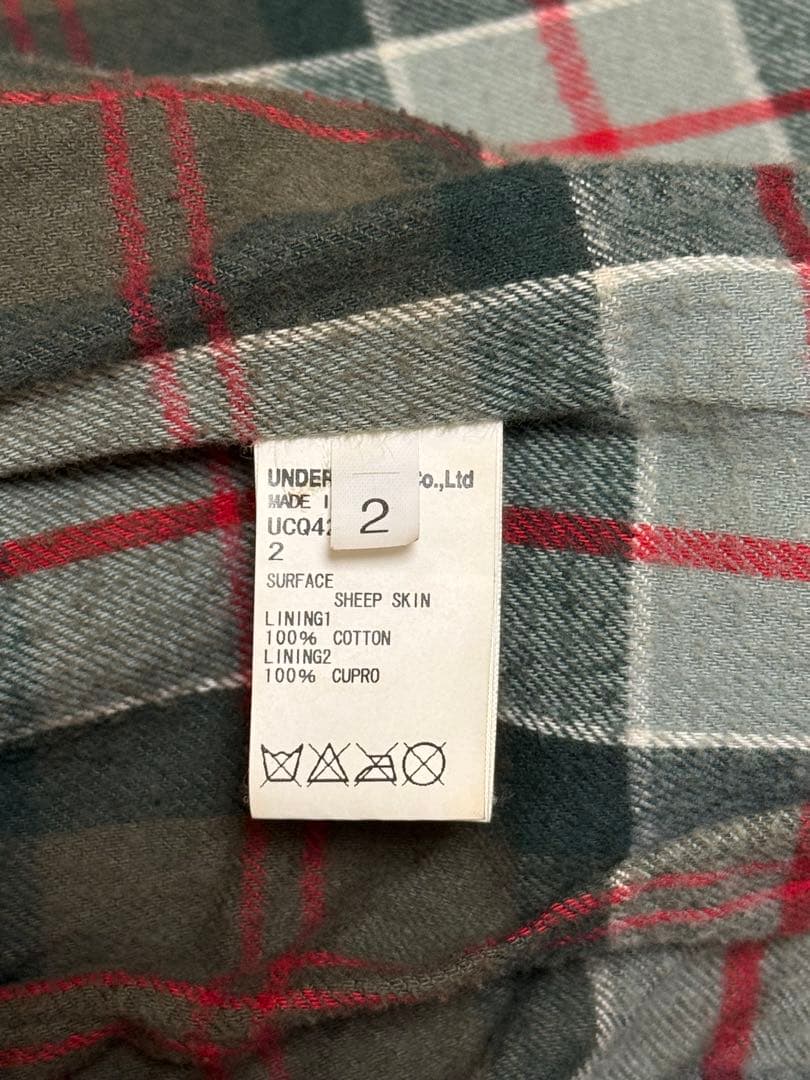 UNDER
Co.,Ltd
MADE I
UCQ42
2
2
SURFACE
SHEEP SKIN
LINING1
100% COTTON
LINING2
100% CUPRO